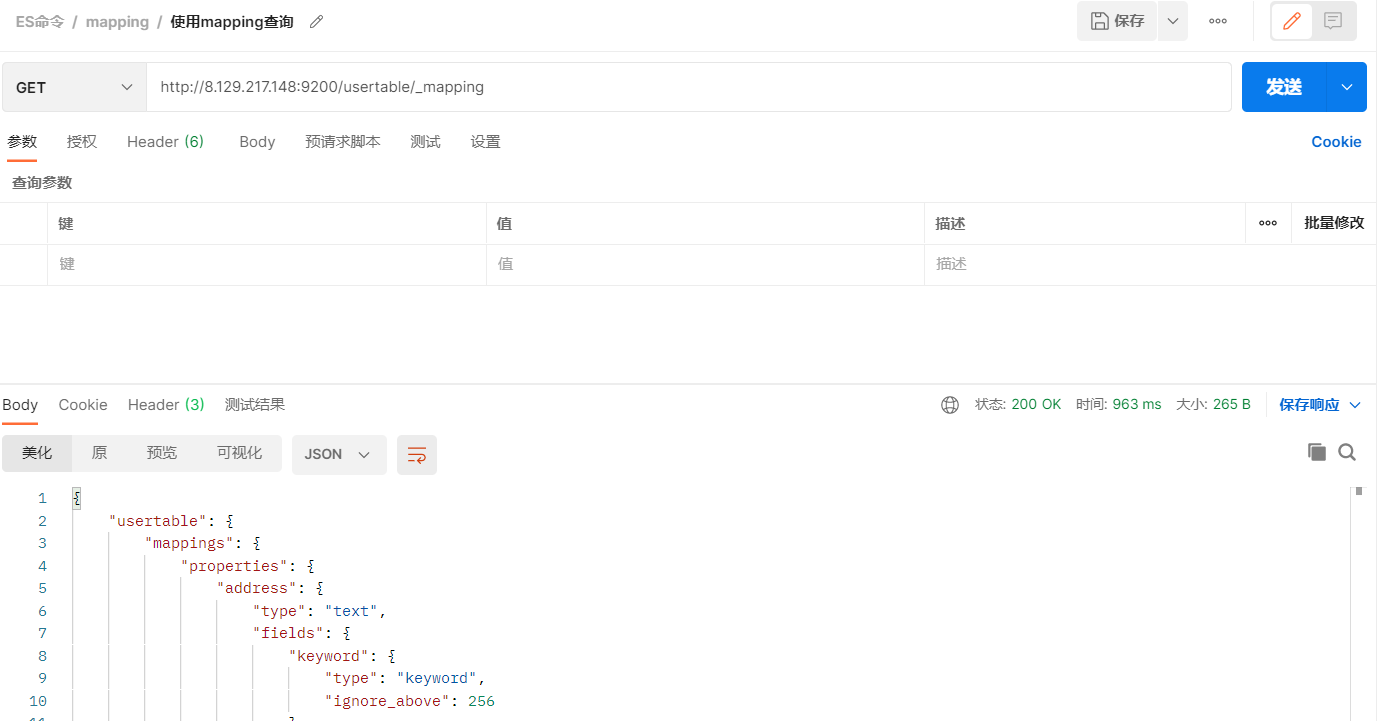 ES命令 / mapping / 使用mapping查询
保存
GET
http://8.129.217.148:9200/usertable/_mapping
发送
参数 授权 Header (6) Body 预请求脚本 测试 设置 Cookie
查询参数
键 值 描述 批量修改
键 值 描述
Body Cookie Header (3) 测试结果 状态: 200 OK 时间: 963 ms 大小: 265 B 保存响应
美化 原 预览 可视化 JSON
1 {
2 "usertable": {
3 "mappings": {
4 "properties": {
5 "address": {
6 "type": "text",
7 "fields": {
8 "keyword": {
9 "type": "keyword",
10 "ignore_above": 256